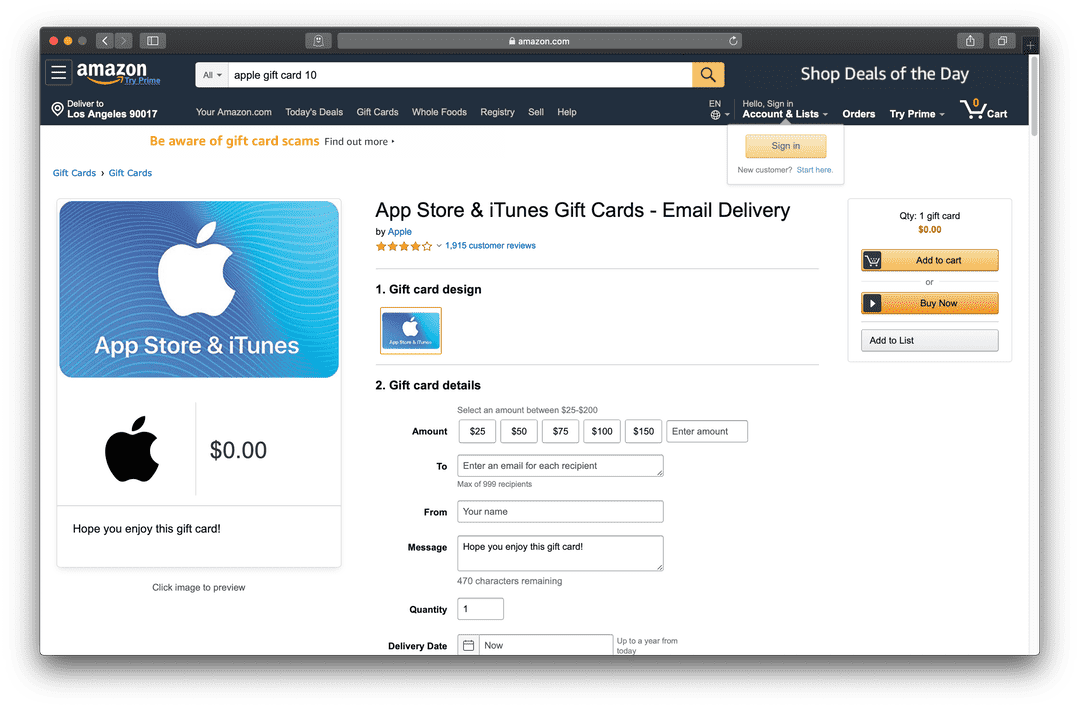 amazon.com
amazon
Try Prime
All
apple gift card 10
Shop Deals of the Day
Deliver to
Los Angeles 90017
Your Amazon.com Today's Deals Gift Cards Whole Foods Registry Sell Help
EN
Hello, Sign in
Account & Lists
Orders
Try Prime
0
Cart
Be aware of gift card scams Find out more
Sign in
New customer? Start here.
Gift Cards › Gift Cards
App Store & iTunes
$0.00
Hope you enjoy this gift card!
Click image to preview
App Store & iTunes Gift Cards - Email Delivery
by Apple
1,915 customer reviews
1. Gift card design
App Store & iTunes
2. Gift card details
Select an amount between $25-$200
Amount $25 $50 $75 $100 $150 Enter amount
To Enter an email for each recipient
Max of 999 recipients
From Your name
Message Hope you enjoy this gift card!
470 characters remaining
Quantity 1
Delivery Date Now Up to a year from
today
Qty: 1 gift card
$0.00
Add to cart
or
Buy Now
Add to List